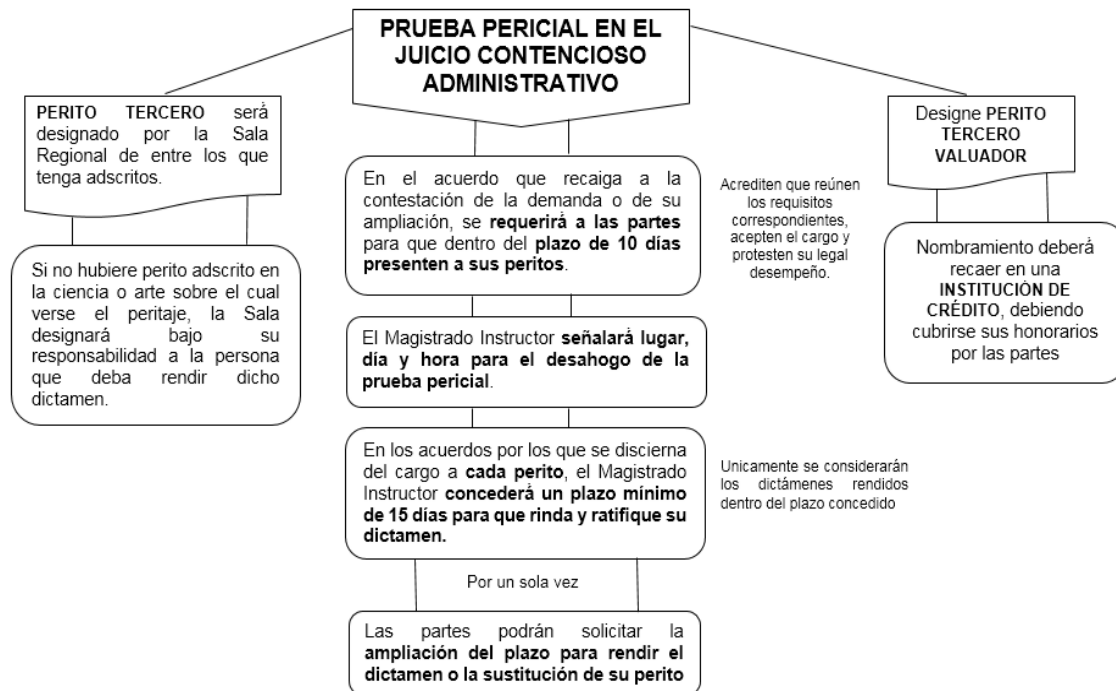 PRUEBA PERICIAL EN EL
JUICIO CONTENCIOSO
ADMINISTRATIVO
PERITO TERCERO será
designado por la Sala
Regional de entre los que
tenga adscritos.
Si no hubiere perito adscrito en
la ciencia o arte sobre el cual
verse el peritaje, la Sala
designará bajo su
responsabilidad a la persona
que deba rendir dicho
dictamen.
En el acuerdo que recaiga a la
contestación de la demanda o de su
ampliación, se requerirá a las partes
para que dentro del plazo de 10 días
presenten a sus peritos.
Acrediten que reúnen
los requisitos
correspondientes,
acepten el cargo y
protesten su legal
desempeño.
El Magistrado Instructor señalará lugar,
día y hora para el desahogo de la
prueba pericial.
En los acuerdos por los que se discierna
del cargo a cada perito, el Magistrado
Instructor concederá un plazo mínimo
de 15 días para que rinda y ratifique su
dictamen.
Unicamente se considerarán
los dictámenes rendidos
dentro del plazo concedido
Por un sola vez
Las partes podrán solicitar la
ampliación del plazo para rendir el
dictamen o la sustitución de su perito
Designe PERITO
TERCERO
VALUADOR
Nombramiento deberá
recaer en una
INSTITUCIÓN DE
CRÉDITO, debiendo
cubrirse sus honorarios
por las partes